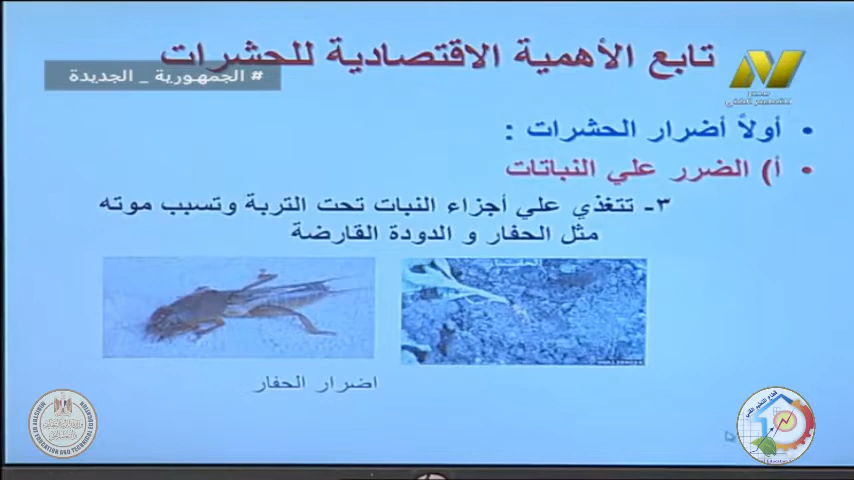 تابع الأهمية الاقتصادية للحشرات
# الجمهورية _ الجديدة
• أولاً أضرار الحشرات :
• أ) الضرر علي النباتات
٣- تتغذي علي أجزاء النبات تحت التربة وتسبب موته
مثل الحفار و الدودة القارضة
اضرار الحفار